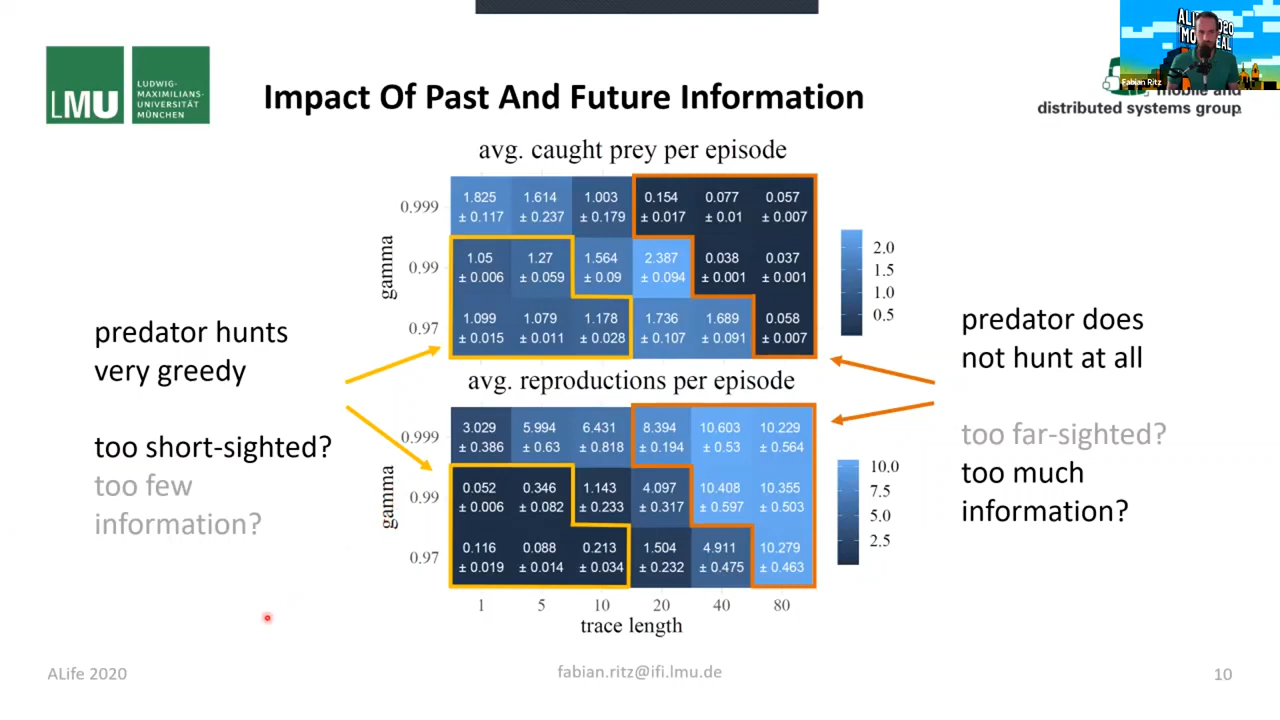 LMU
LUDWIG-
MAXIMILIANS-
UNIVERSITÄT
MÜNCHEN
Impact Of Past And Future Information
Fabian Ritz
mobile and
distributed systems group
avg. caught prey per episode
gamma
0.999
1.825 1.614 1.003 0.154 0.077 0.057
± 0.117 ± 0.237 ± 0.179 ± 0.017 ± 0.01 ± 0.007
0.99
1.05 1.27 1.564 2.387 0.038 0.037
± 0.006 ± 0.059 ± 0.09 ± 0.094 ± 0.001 ± 0.001
0.97
1.099 1.079 1.178 1.736 1.689 0.058
± 0.015 ± 0.011 ± 0.028 ± 0.107 ± 0.091 ± 0.007
2.0
1.5
1.0
0.5
predator hunts
very greedy
too short-sighted?
too few
information?
avg. reproductions per episode
gamma
0.999
3.029 5.994 6.431 8.394 10.603 10.229
± 0.386 ± 0.63 ± 0.818 ± 0.194 ± 0.53 ± 0.564
0.99
0.052 0.346 1.143 4.097 10.408 10.355
± 0.006 ± 0.082 ± 0.233 ± 0.317 ± 0.597 ± 0.503
0.97
0.116 0.088 0.213 1.504 4.911 10.279
± 0.019 ± 0.014 ± 0.034 ± 0.232 ± 0.475 ± 0.463
1 5 10 20 40 80
trace length
10.0
7.5
5.0
2.5
predator does
not hunt at all
too far-sighted?
too much
information?
ALife 2020
fabian.ritz@ifi.lmu.de
10